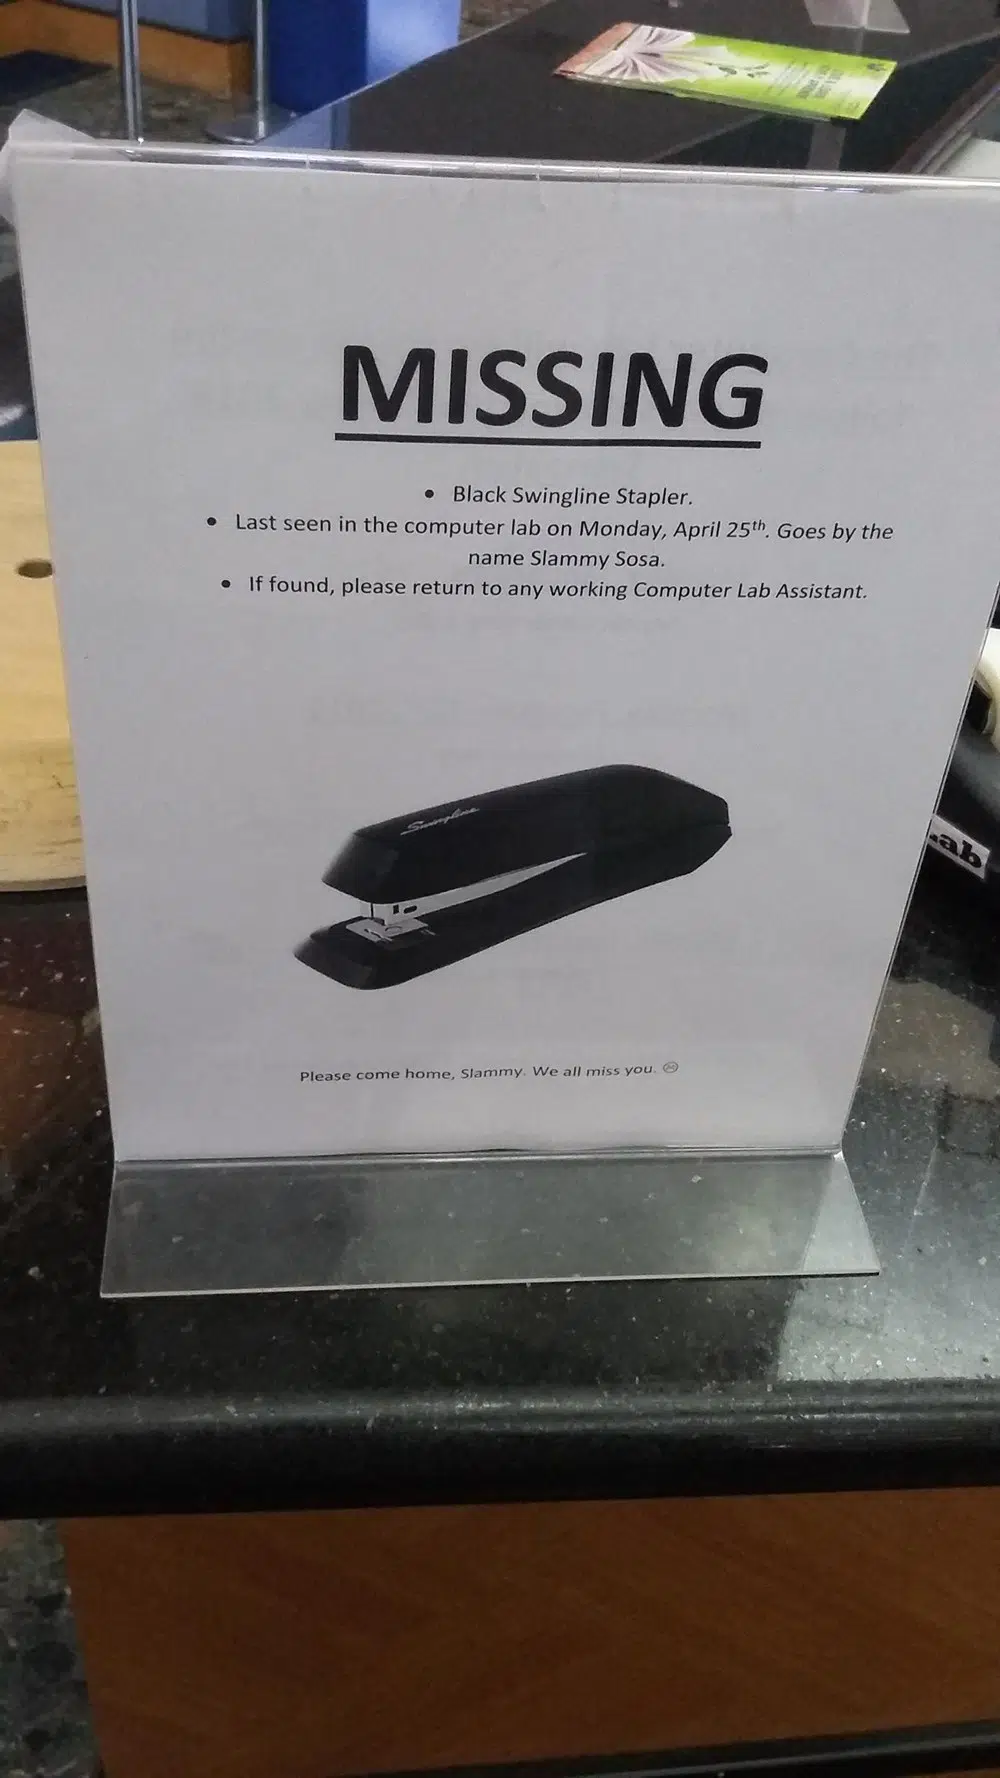 MISSING
• Black Swingline Stapler.
• Last seen in the computer lab on Monday, April 25th. Goes by the
name Slammy Sosa.
• If found, please return to any working Computer Lab Assistant.
Swingline
Lab
Please come home, Slammy. We all miss you. ☹